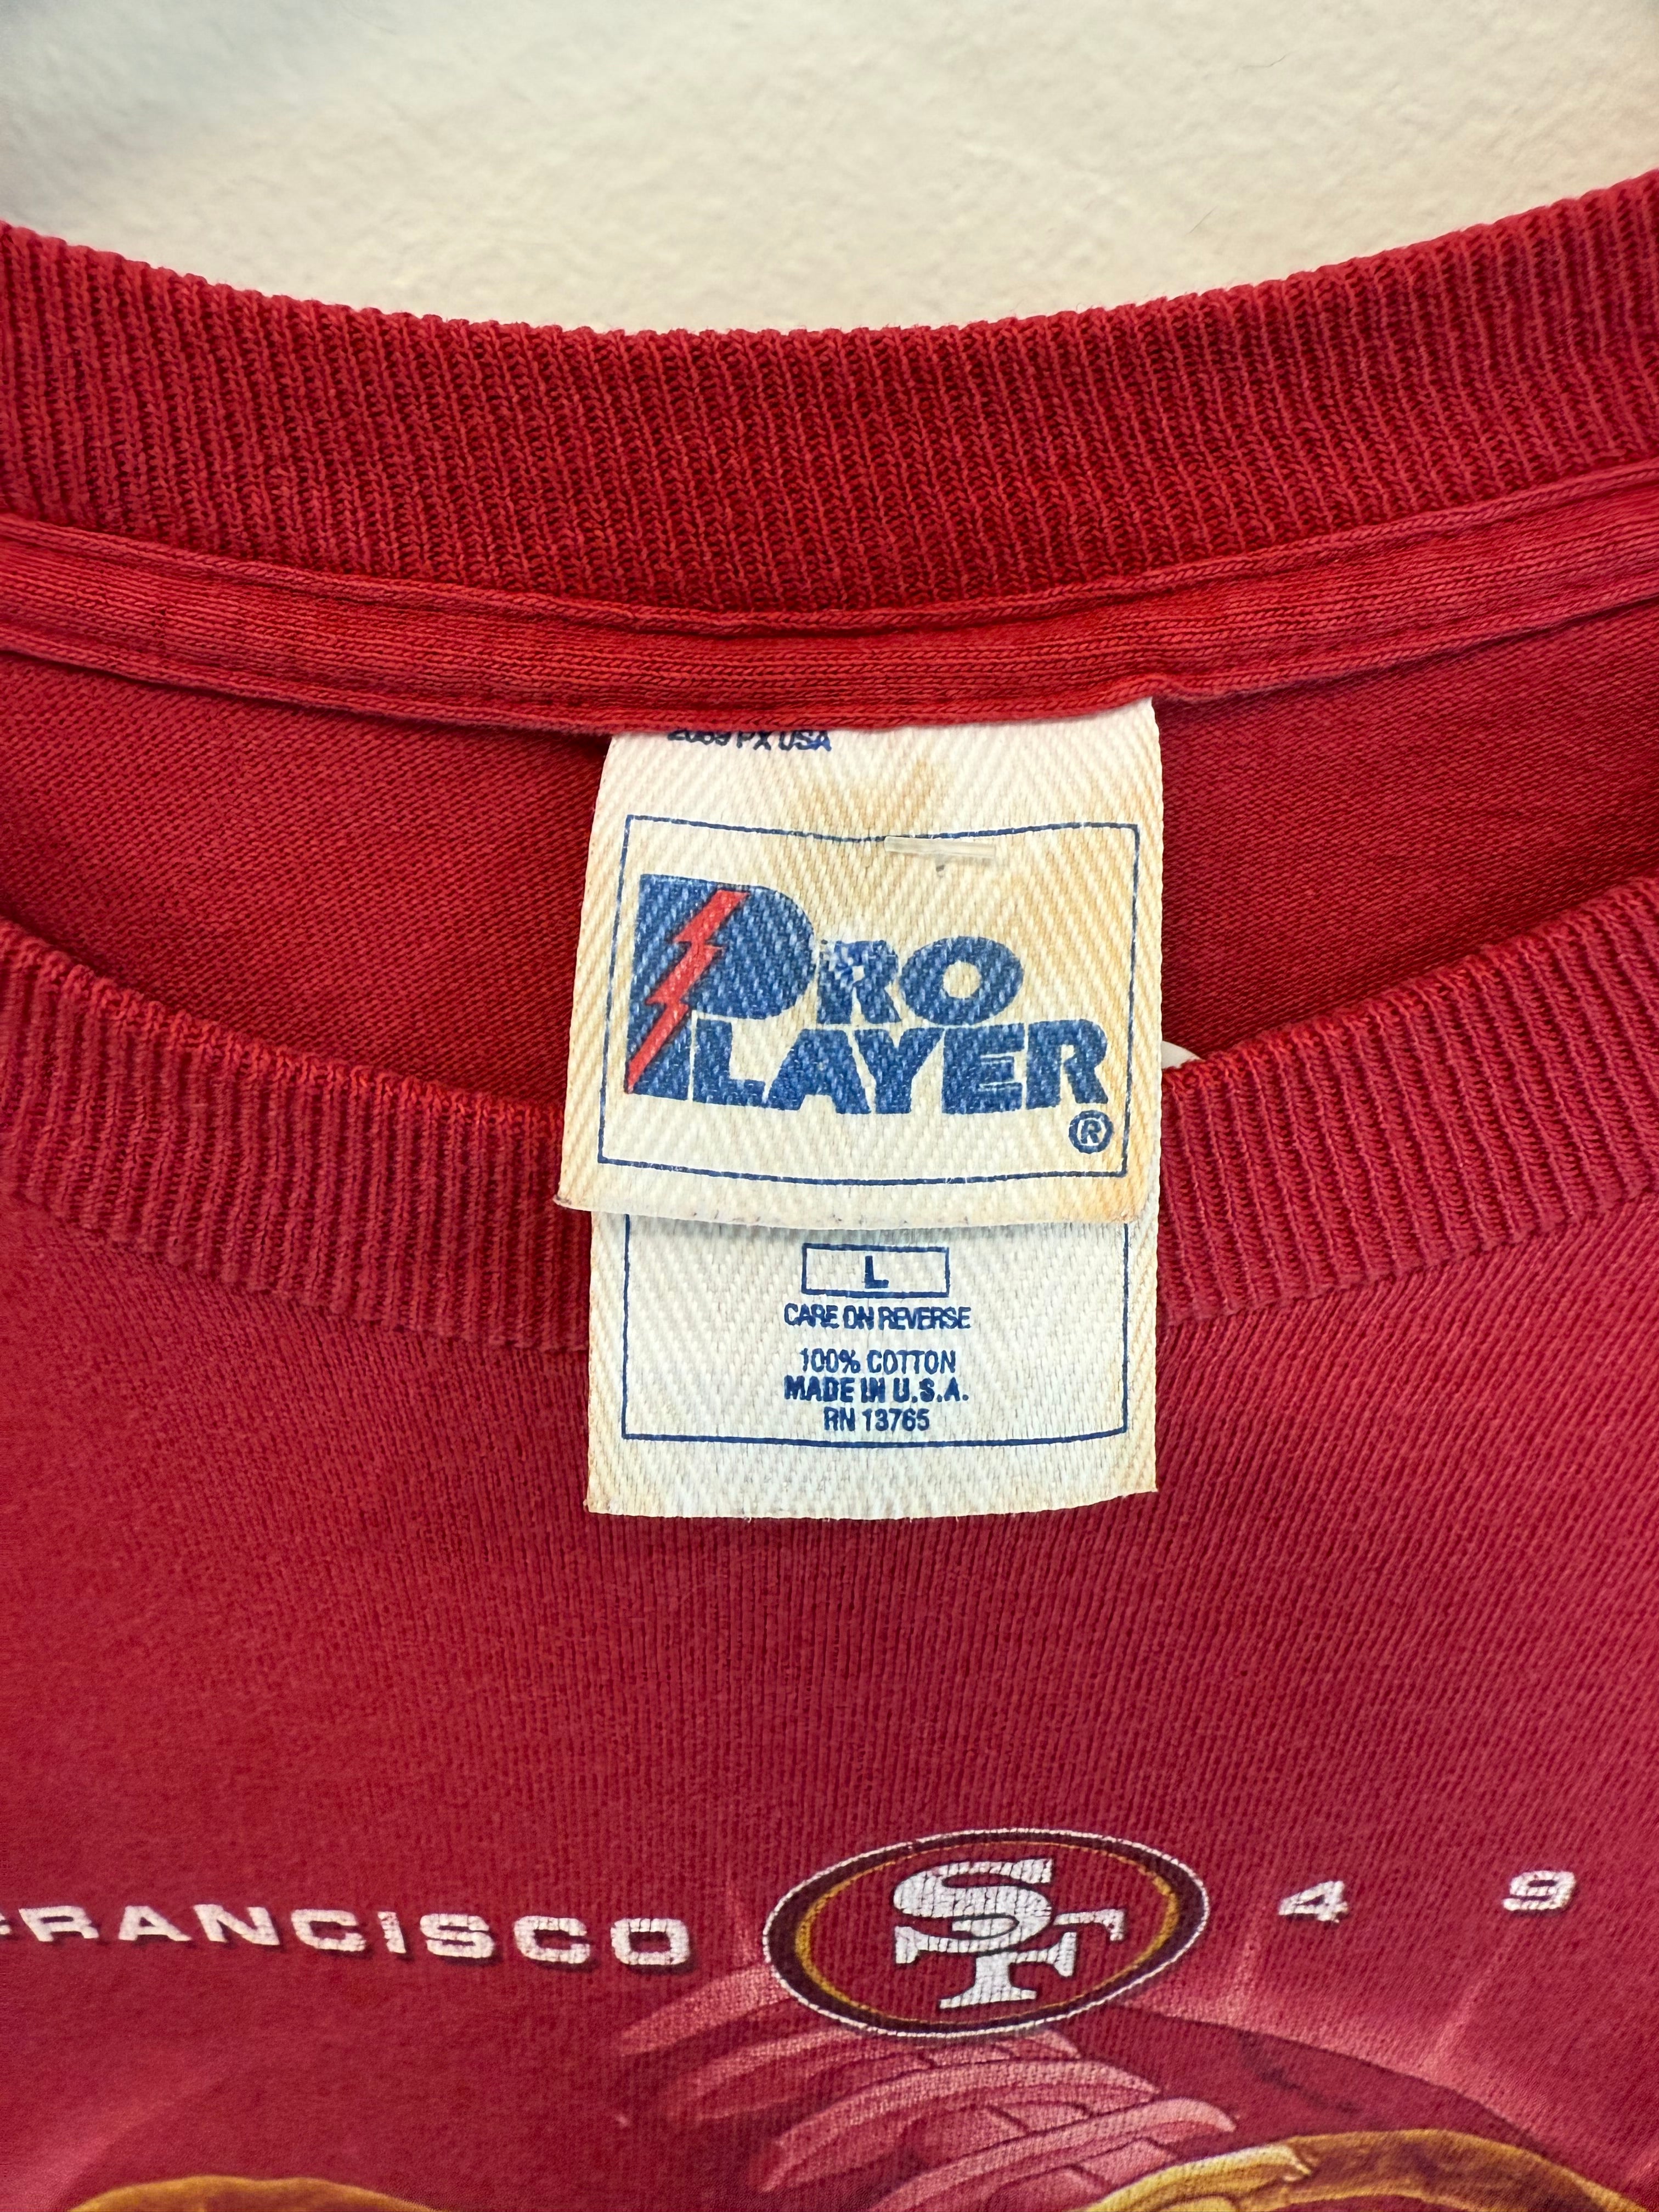 PX USA
PRO
PLAYER
®
L
CARE ON REVERSE
100% COTTON
MADE IN U.S.A.
RN 13765
FRANCISCO SF 4 9